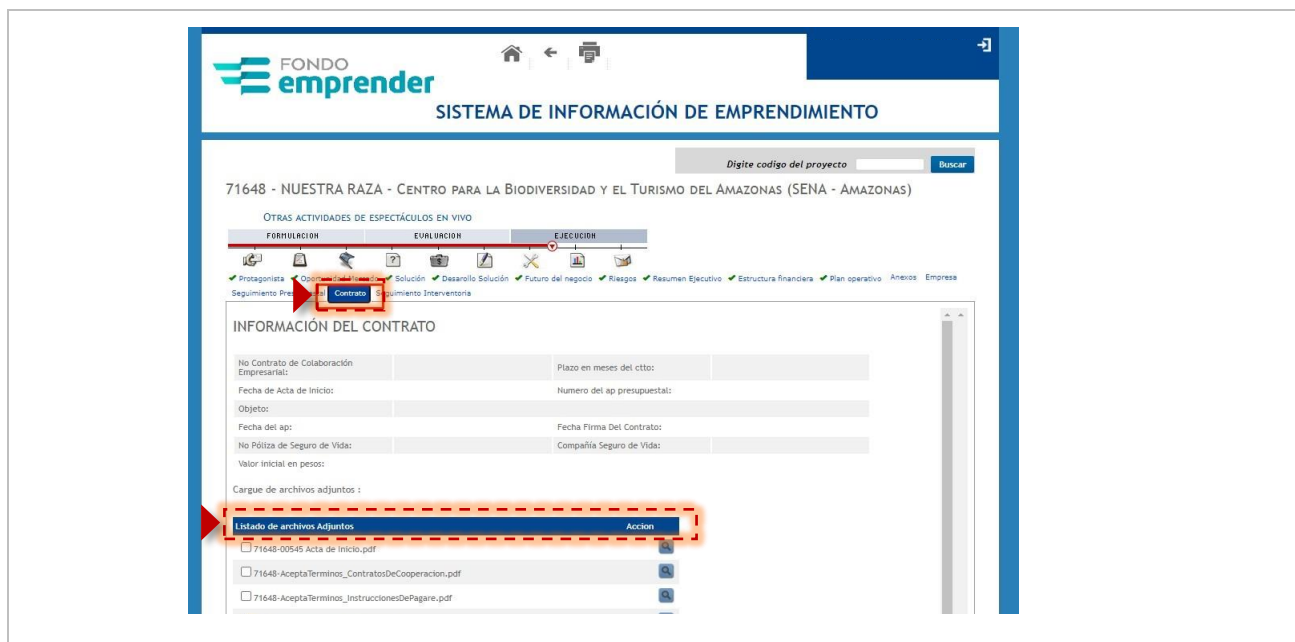 FONDO
emprender
SISTEMA DE INFORMACIÓN DE EMPRENDIMIENTO
Digite codigo del proyecto Buscar
71648 - NUESTRA RAZA - CENTRO PARA LA BIODIVERSIDAD Y EL TURISMO DEL AMAZONAS (SENA - AMAZONAS)
OTRAS ACTIVIDADES DE ESPECTÁCULOS EN VIVO
FORMULACION EVALUACION EJECUCION
Protagonista Solución Desarollo Solución Futuro del negocio Riesgos Resumen Ejecutivo Estructura financiera Plan operativo Anexos Empresa
Seguimiento Contrato Seguimiento Interventoria
INFORMACIÓN DEL CONTRATO
No Contrato de Colaboración
Empresarial: Plazo en meses del ctto:
Fecha de Acta de Inicio: Numero del ap presupuestal:
Objeto:
Fecha del ap: Fecha Firma Del Contrato:
No Póliza de Seguro de Vida: Compañía Seguro de Vida:
Valor inicial en pesos:
Cargue de archivos adjuntos :
Listado de archivos Adjuntos Accion
71648-00545 Acta de Inicio.pdf
71648-AceptaTerminos_ContratosDeCooperacion.pdf
71648-AceptaTerminos_InstruccionesDePagare.pdf